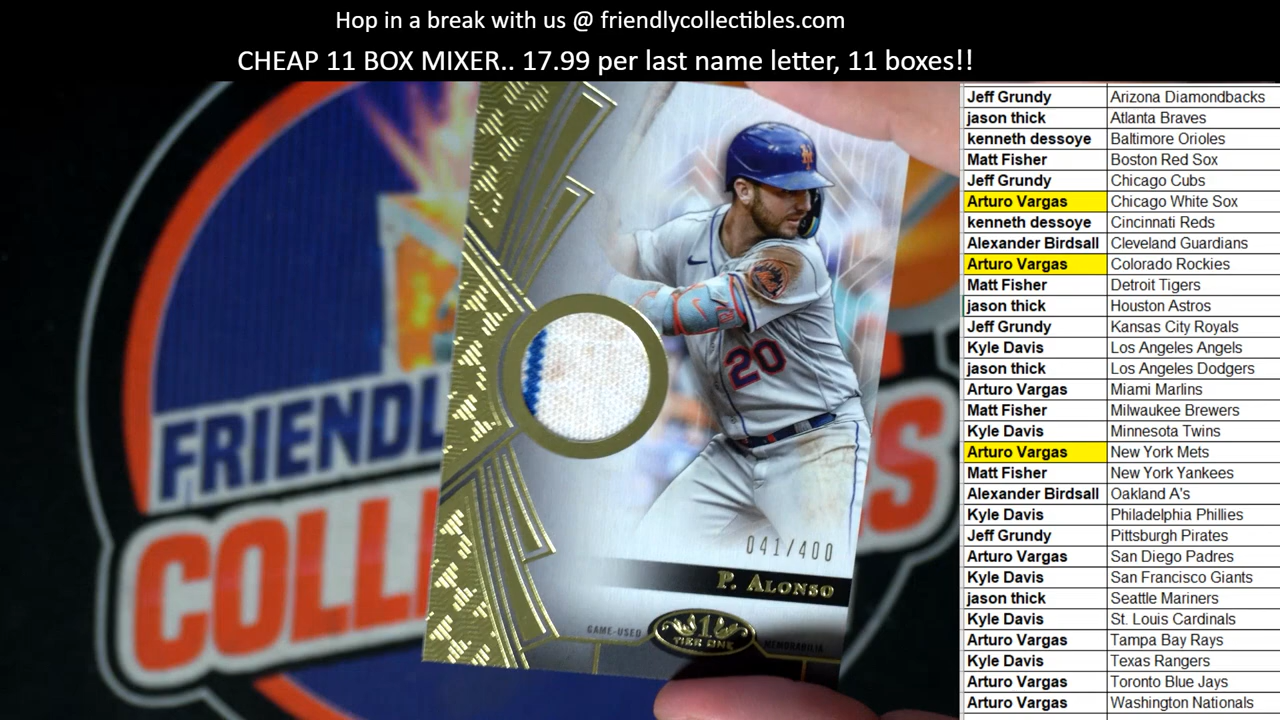 Hop in a break with us @ friendlycollectibles.com
CHEAP 11 BOX MIXER.. 17.99 per last name letter, 11 boxes!!
Jeff Grundy Arizona Diamondbacks
jason thick Atlanta Braves
kenneth dessoye Baltimore Orioles
Matt Fisher Boston Red Sox
Jeff Grundy Chicago Cubs
Arturo Vargas Chicago White Sox
kenneth dessoye Cincinnati Reds
Alexander Birdsall Cleveland Guardians
Arturo Vargas Colorado Rockies
Matt Fisher Detroit Tigers
jason thick Houston Astros
Jeff Grundy Kansas City Royals
Kyle Davis Los Angeles Angels
jason thick Los Angeles Dodgers
Arturo Vargas Miami Marlins
Matt Fisher Milwaukee Brewers
Kyle Davis Minnesota Twins
Arturo Vargas New York Mets
Matt Fisher New York Yankees
Alexander Birdsall Oakland A's
Kyle Davis Philadelphia Phillies
Jeff Grundy Pittsburgh Pirates
Arturo Vargas San Diego Padres
Kyle Davis San Francisco Giants
jason thick Seattle Mariners
Kyle Davis St. Louis Cardinals
Arturo Vargas Tampa Bay Rays
Kyle Davis Texas Rangers
Arturo Vargas Toronto Blue Jays
Arturo Vargas Washington Nationals
20
041/400
P. ALONSO
GAME-USED
1
TIER ONE
MEMORABILIA